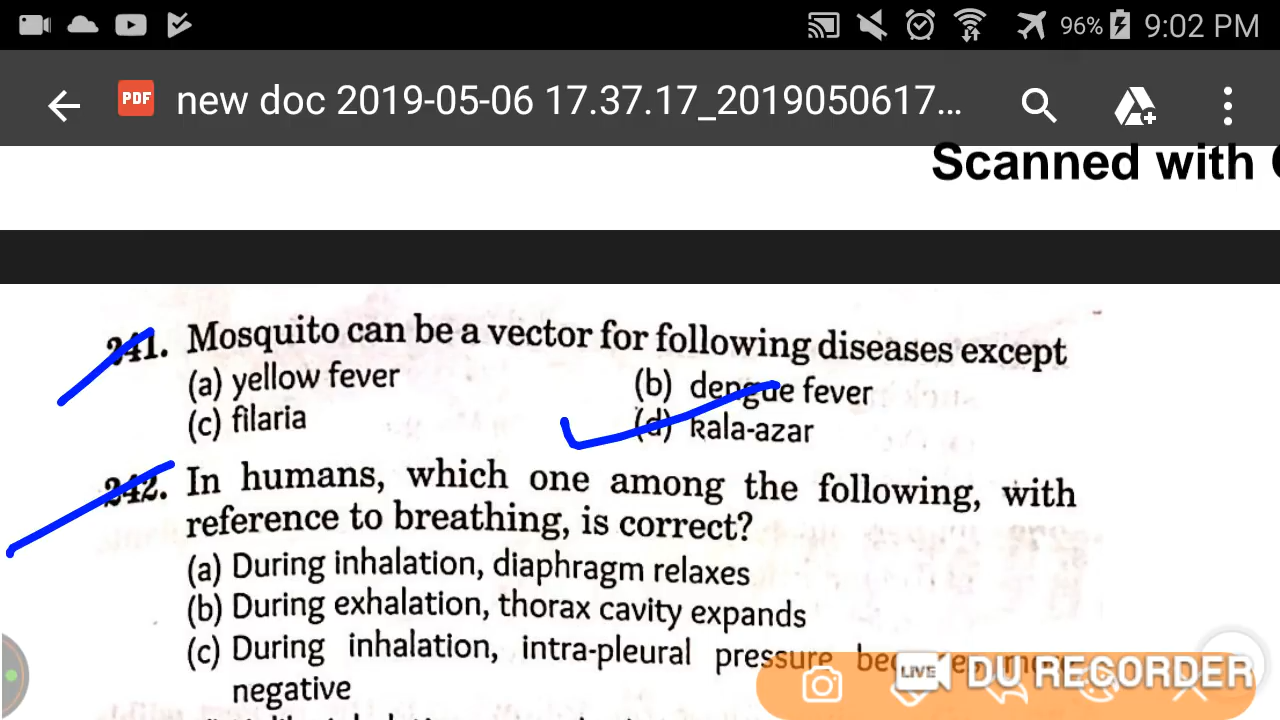 96% 9:02 PM
PDF new doc 2019-05-06 17.37.17_2019050617...
Scanned with
241. Mosquito can be a vector for following diseases except
(a) yellow fever (b) dengue fever
(c) filaria (d) kala-azar
242. In humans, which one among the following, with
reference to breathing, is correct?
(a) During inhalation, diaphragm relaxes
(b) During exhalation, thorax cavity expands
(c) During inhalation, intra-pleural pressure
negative
LIVE DU RECORDER